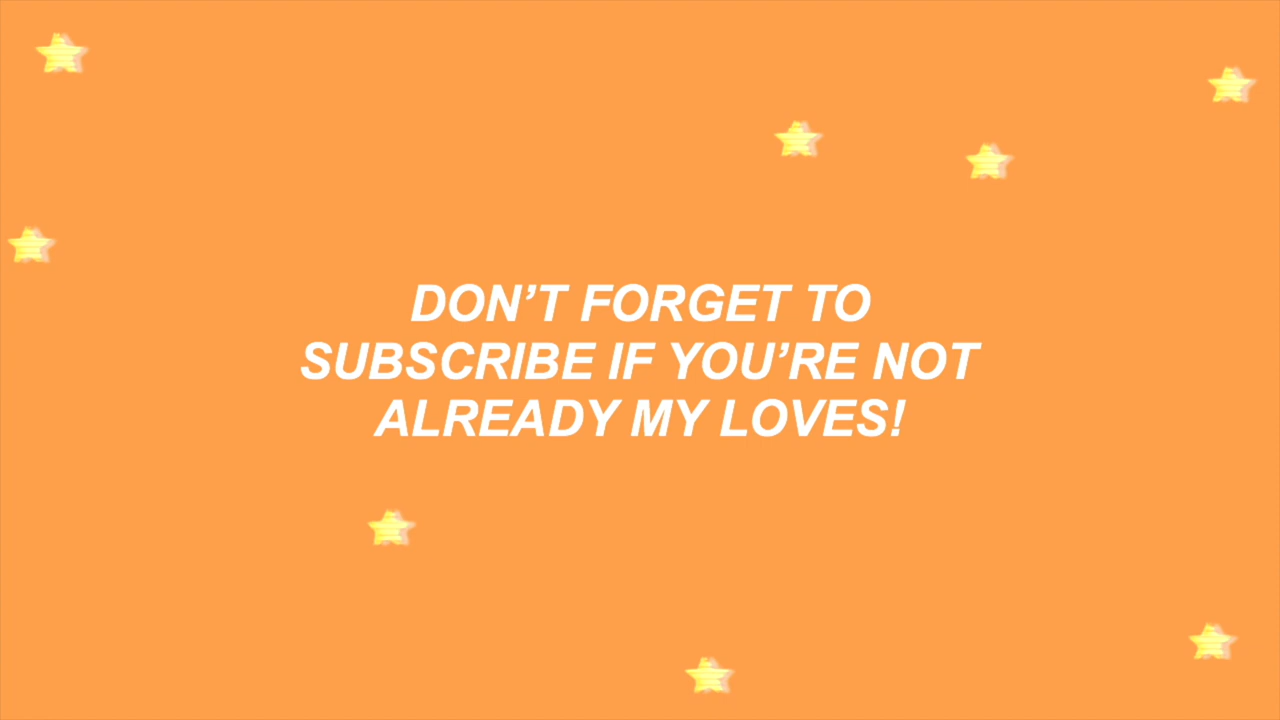 DON’T FORGET TO
SUBSCRIBE IF YOU’RE NOT
ALREADY MY LOVES!